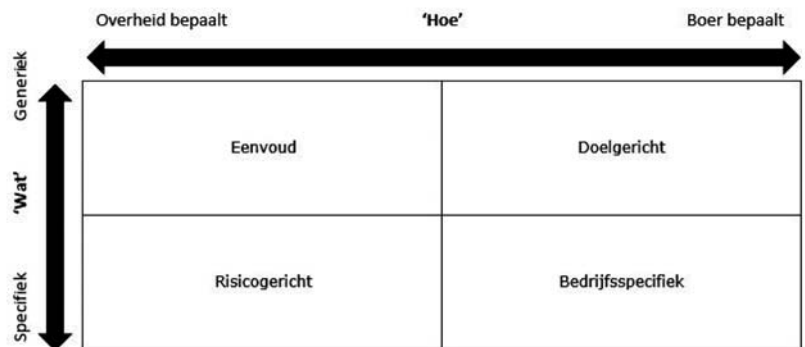 Overheid bepaalt ‘Hoe’ Boer bepaalt
Generiek
‘Wat’
Specifiek
Eenvoud Doelgericht
Risicogericht Bedrijfsspecifiek